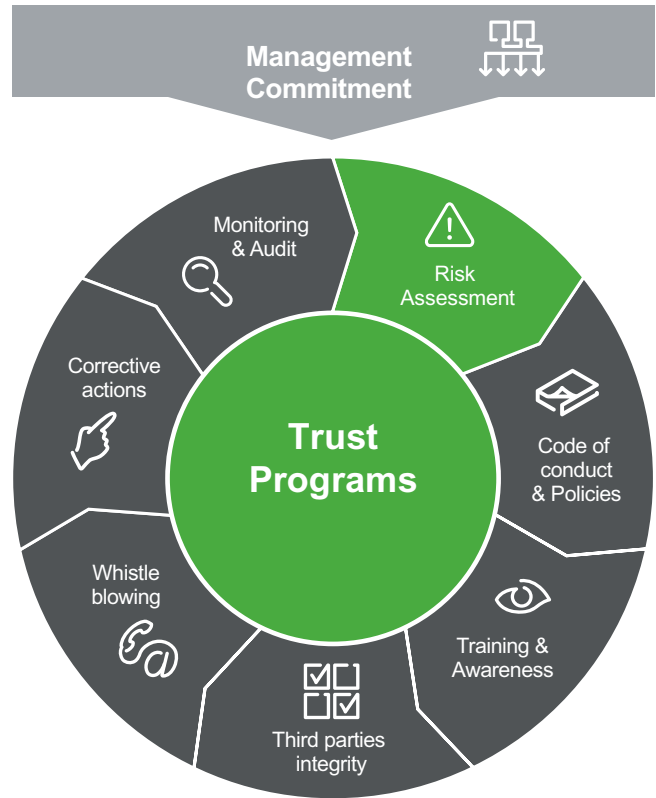 Management
Commitment
Monitoring
& Audit
Risk
Assessment
Corrective
actions
Trust
Programs
Code of
conduct
& Policies
Whistle
blowing
Training &
Awareness
Third parties
integrity